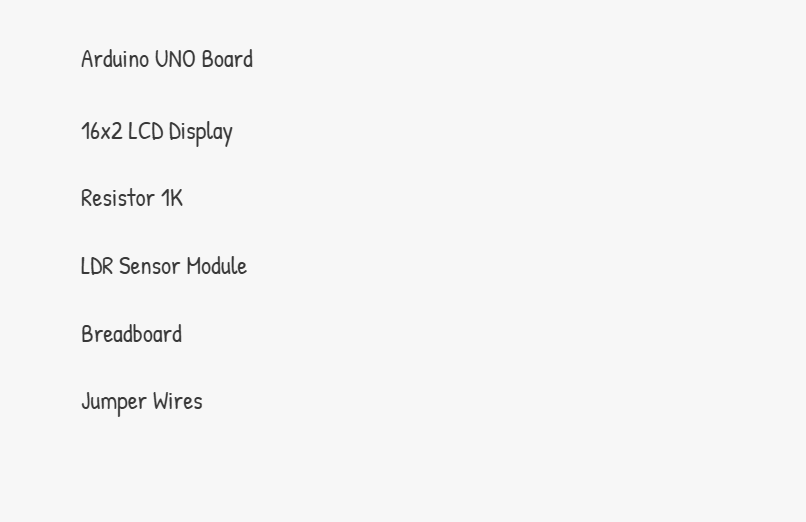 Arduino UNO Board
16x2 LCD Display
Resistor 1K
LDR Sensor Module
Breadboard
Jumper Wires